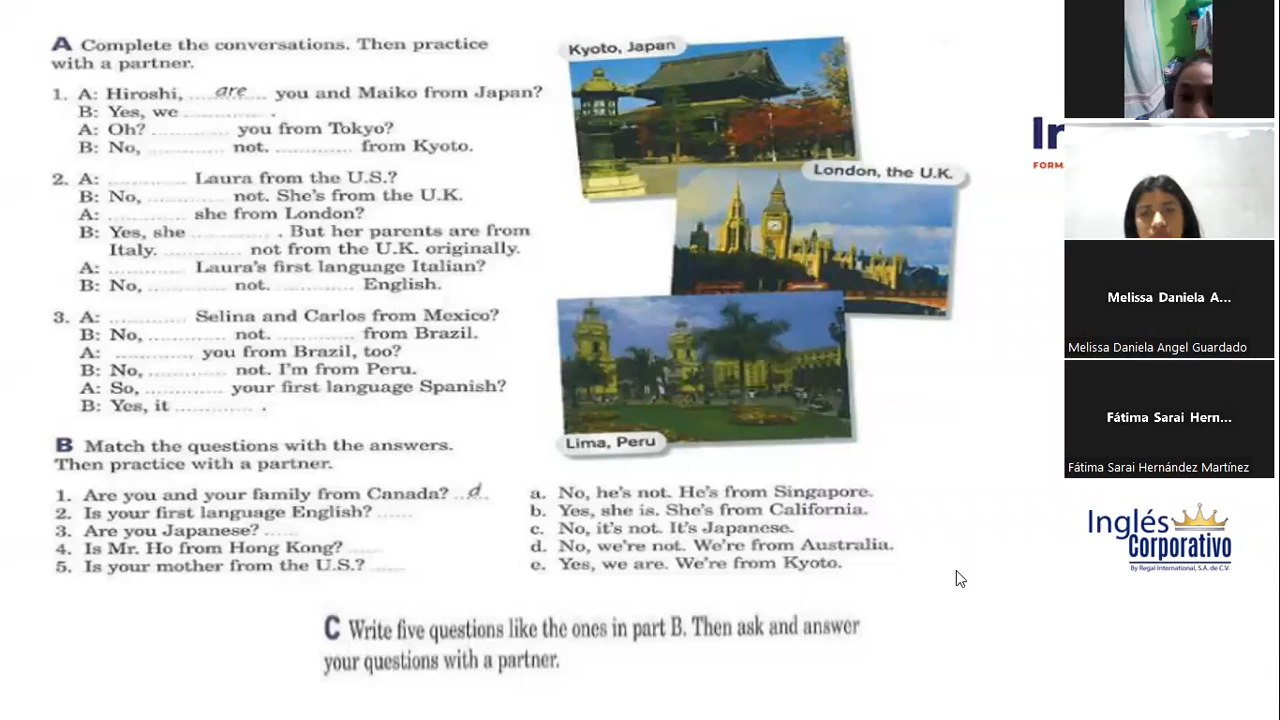 A Complete the conversations. Then practice
with a partner.
1. A: Hiroshi, are you and Maiko from Japan?
B: Yes, we ............ .
A: Oh? ............ you from Tokyo?
B: No, ............ not. ............ from Kyoto.
2. A: ............ Laura from the U.S.?
B: No, ............ not. She's from the U.K.
A: ............ she from London?
B: Yes, she ............ . But her parents are from
Italy. ............ not from the U.K. originally.
A: ............ Laura's first language Italian?
B: No, ............ not. ............ English.
3. A: ............ Selina and Carlos from Mexico?
B: No, ............ not. ............ from Brazil.
A: ............ you from Brazil, too?
B: No, ............ not. I'm from Peru.
A: So, ............ your first language Spanish?
B: Yes, it ............ .
Kyoto, Japan
London, the U.K.
Lima, Peru
B Match the questions with the answers.
Then practice with a partner.
1. Are you and your family from Canada? ...d...
2. Is your first language English? ......
3. Are you Japanese? ......
4. Is Mr. Ho from Hong Kong? ......
5. Is your mother from the U.S.? ......
a. No, he's not. He's from Singapore.
b. Yes, she is. She's from California.
c. No, it's not. It's Japanese.
d. No, we're not. We're from Australia.
e. Yes, we are. We're from Kyoto.
C Write five questions like the ones in part B. Then ask and answer
your questions with a partner.
In
FORM
Melissa Daniela A...
Melissa Daniela Angel Guardado
Fátima Sarai Hern...
Fátima Sarai Hernández Martínez
Inglés
Corporativo
By Regal International, S.A. de C.V.